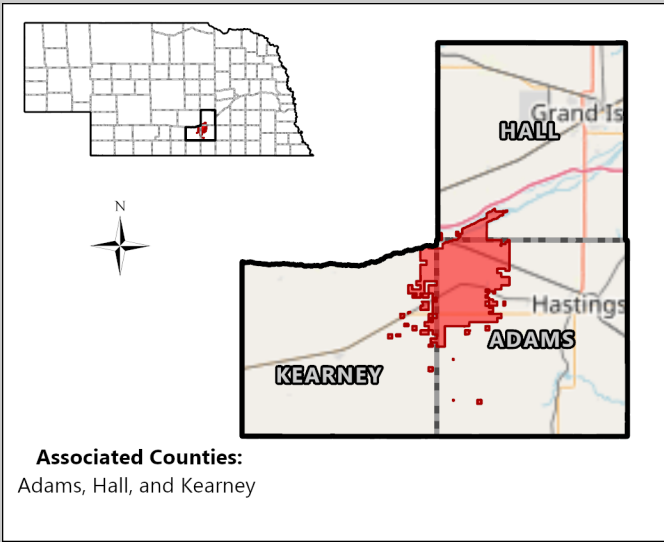 N
Grand Is
HALL
Hastings
ADAMS
KEARNEY
Associated Counties:
Adams, Hall, and Kearney